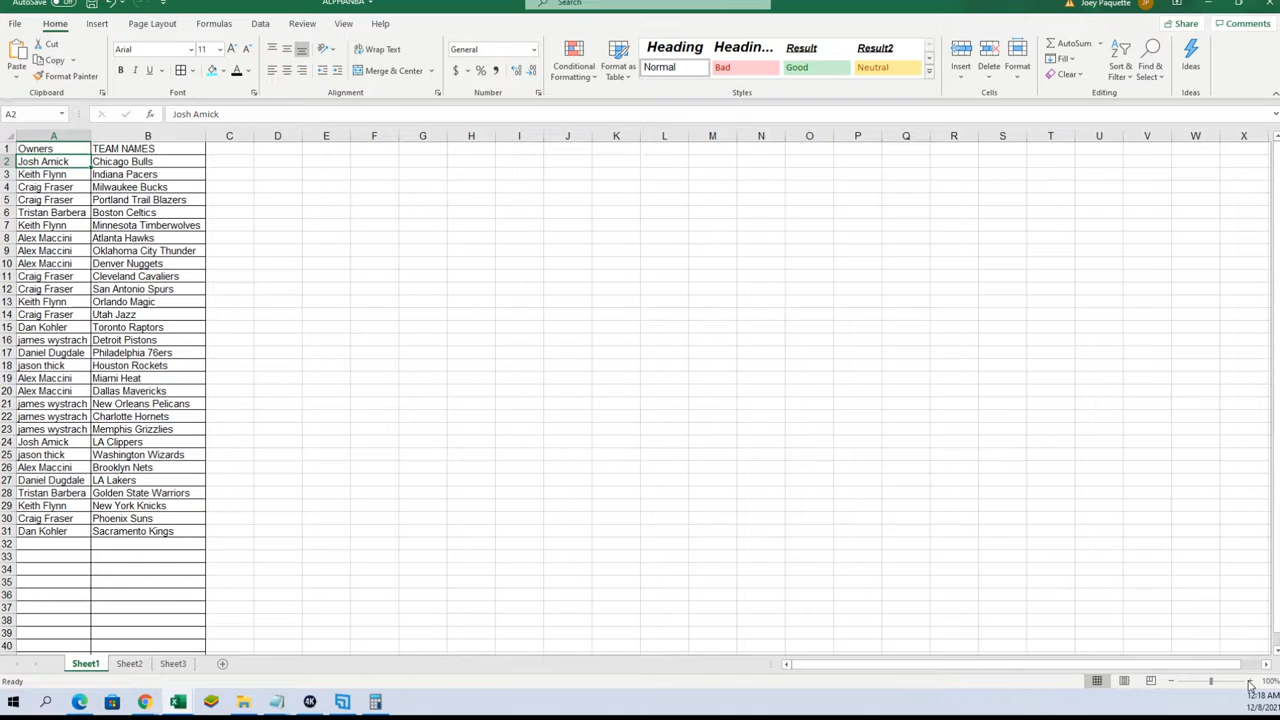 AutoSave Off ALPHANBA Search Joey Paquette JP
File Home Insert Page Layout Formulas Data Review View Help Share Comments
Paste Cut Copy Format Painter Clipboard
Arial 11 B I U Font
Wrap Text Merge & Center Alignment
General $ % Number
Conditional Formatting Format as Table Heading Headin... Result Result2 Normal Bad Good Neutral Styles
Insert Delete Format Cells
AutoSum Fill Clear Sort & Filter Find & Select Editing
Ideas Ideas
A2 fx Josh Amick
A B C D E F G H I J K L M N O P Q R S T U V W X
1 Owners TEAM NAMES
2 Josh Amick Chicago Bulls
3 Keith Flynn Indiana Pacers
4 Craig Fraser Milwaukee Bucks
5 Craig Fraser Portland Trail Blazers
6 Tristan Barbera Boston Celtics
7 Keith Flynn Minnesota Timberwolves
8 Alex Maccini Atlanta Hawks
9 Alex Maccini Oklahoma City Thunder
10 Alex Maccini Denver Nuggets
11 Craig Fraser Cleveland Cavaliers
12 Craig Fraser San Antonio Spurs
13 Keith Flynn Orlando Magic
14 Craig Fraser Utah Jazz
15 Dan Kohler Toronto Raptors
16 james wystrach Detroit Pistons
17 Daniel Dugdale Philadelphia 76ers
18 jason thick Houston Rockets
19 Alex Maccini Miami Heat
20 Alex Maccini Dallas Mavericks
21 james wystrach New Orleans Pelicans
22 james wystrach Charlotte Hornets
23 james wystrach Memphis Grizzlies
24 Josh Amick LA Clippers
25 jason thick Washington Wizards
26 Alex Maccini Brooklyn Nets
27 Daniel Dugdale LA Lakers
28 Tristan Barbera Golden State Warriors
29 Keith Flynn New York Knicks
30 Craig Fraser Phoenix Suns
31 Dan Kohler Sacramento Kings
32
33
34
35
36
37
38
39
40
Sheet1 Sheet2 Sheet3
Ready 100%
4K 12:18 AM
12/8/2021